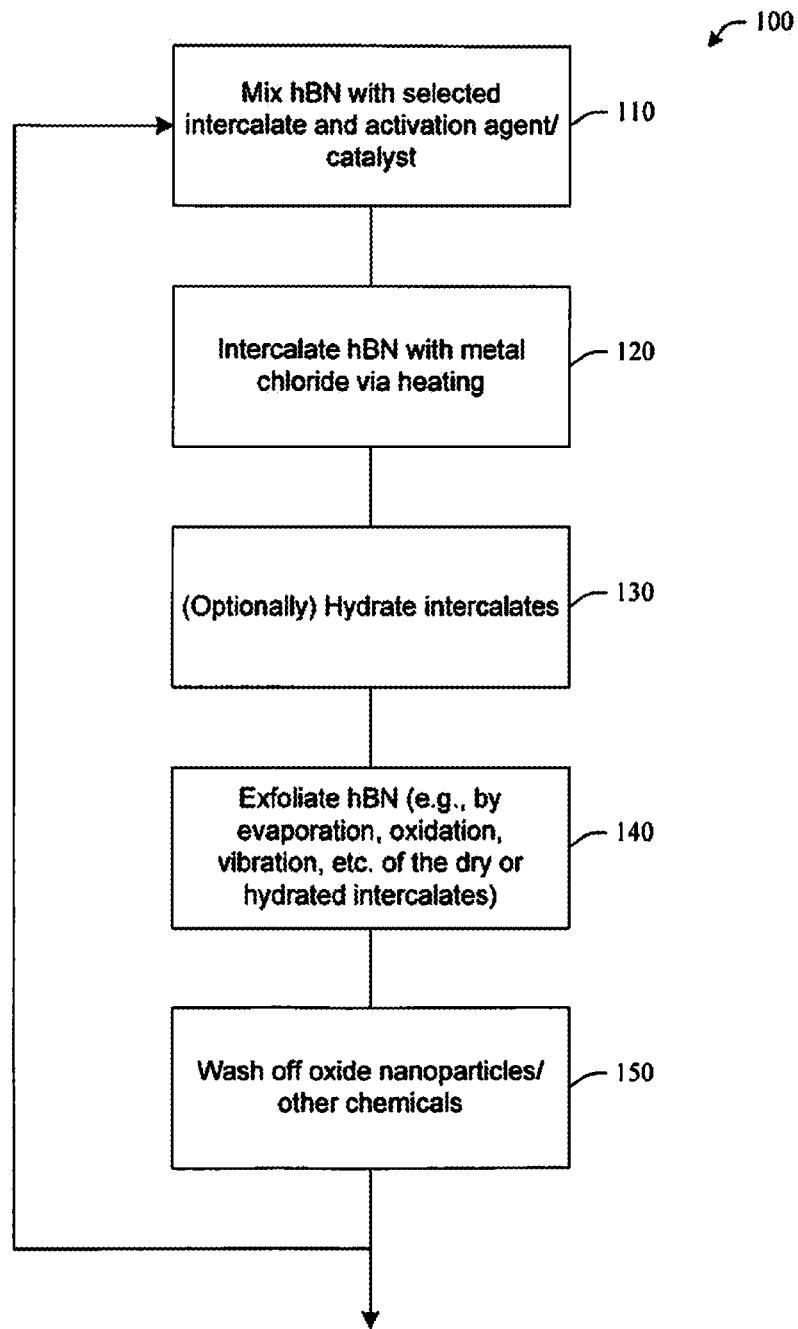 100
Mix hBN with selected
intercalate and activation agent/
catalyst
110
Intercalate hBN with metal
chloride via heating
120
(Optionally) Hydrate intercalates
130
Exfoliate hBN (e.g., by
evaporation, oxidation,
vibration, etc. of the dry or
hydrated intercalates)
140
Wash off oxide nanoparticles/
other chemicals
150